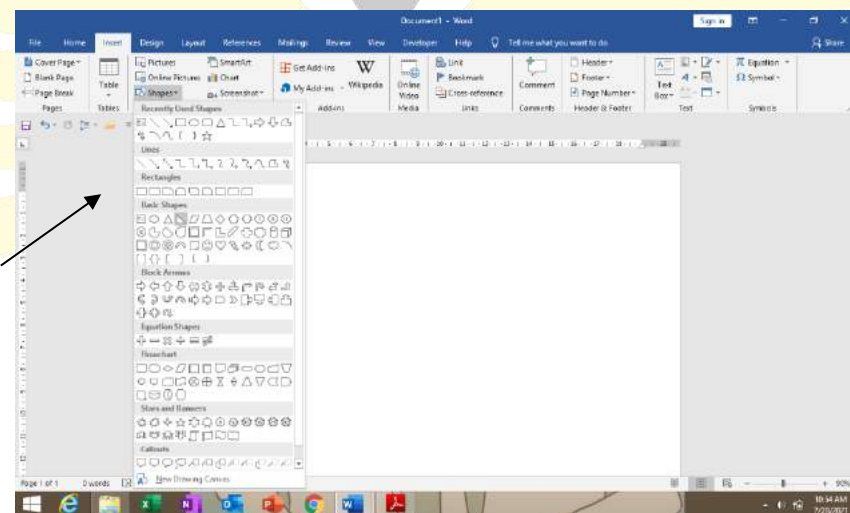 Document1 - Word
Sign in
File Home Insert Design Layout References Mailings Review View Developer Help Tell me what you want to do Share
Cover Page
Blank Page
Page Break
Pages
Table
Tables
Pictures
Online Pictures
Shapes
SmartArt
Chart
Screenshot
Get Add-ins
My Add-ins
Wikipedia
Add-ins
Online Video
Media
Link
Bookmark
Cross-reference
Links
Comment
Comments
Header
Footer
Page Number
Header & Footer
Text Box
Text
Equation
Symbol
Symbols
Recently Used Shapes
Lines
Rectangles
Basic Shapes
Block Arrows
Equation Shapes
Flowchart
Stars and Banners
Callouts
New Drawing Canvas
Page 1 of 1 0 words
90%
10:54 AM
7/20/2021